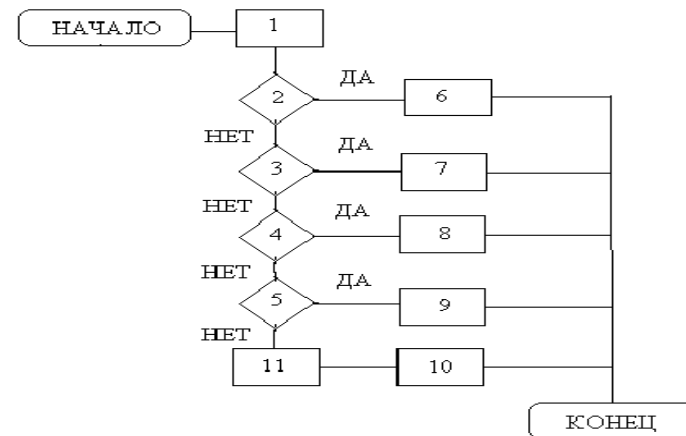 НАЧАЛО 1
ДА
2 6
НЕТ ДА
3 7
НЕТ ДА
4 8
НЕТ ДА
5 9
НЕТ
11 10
КОНЕЦ